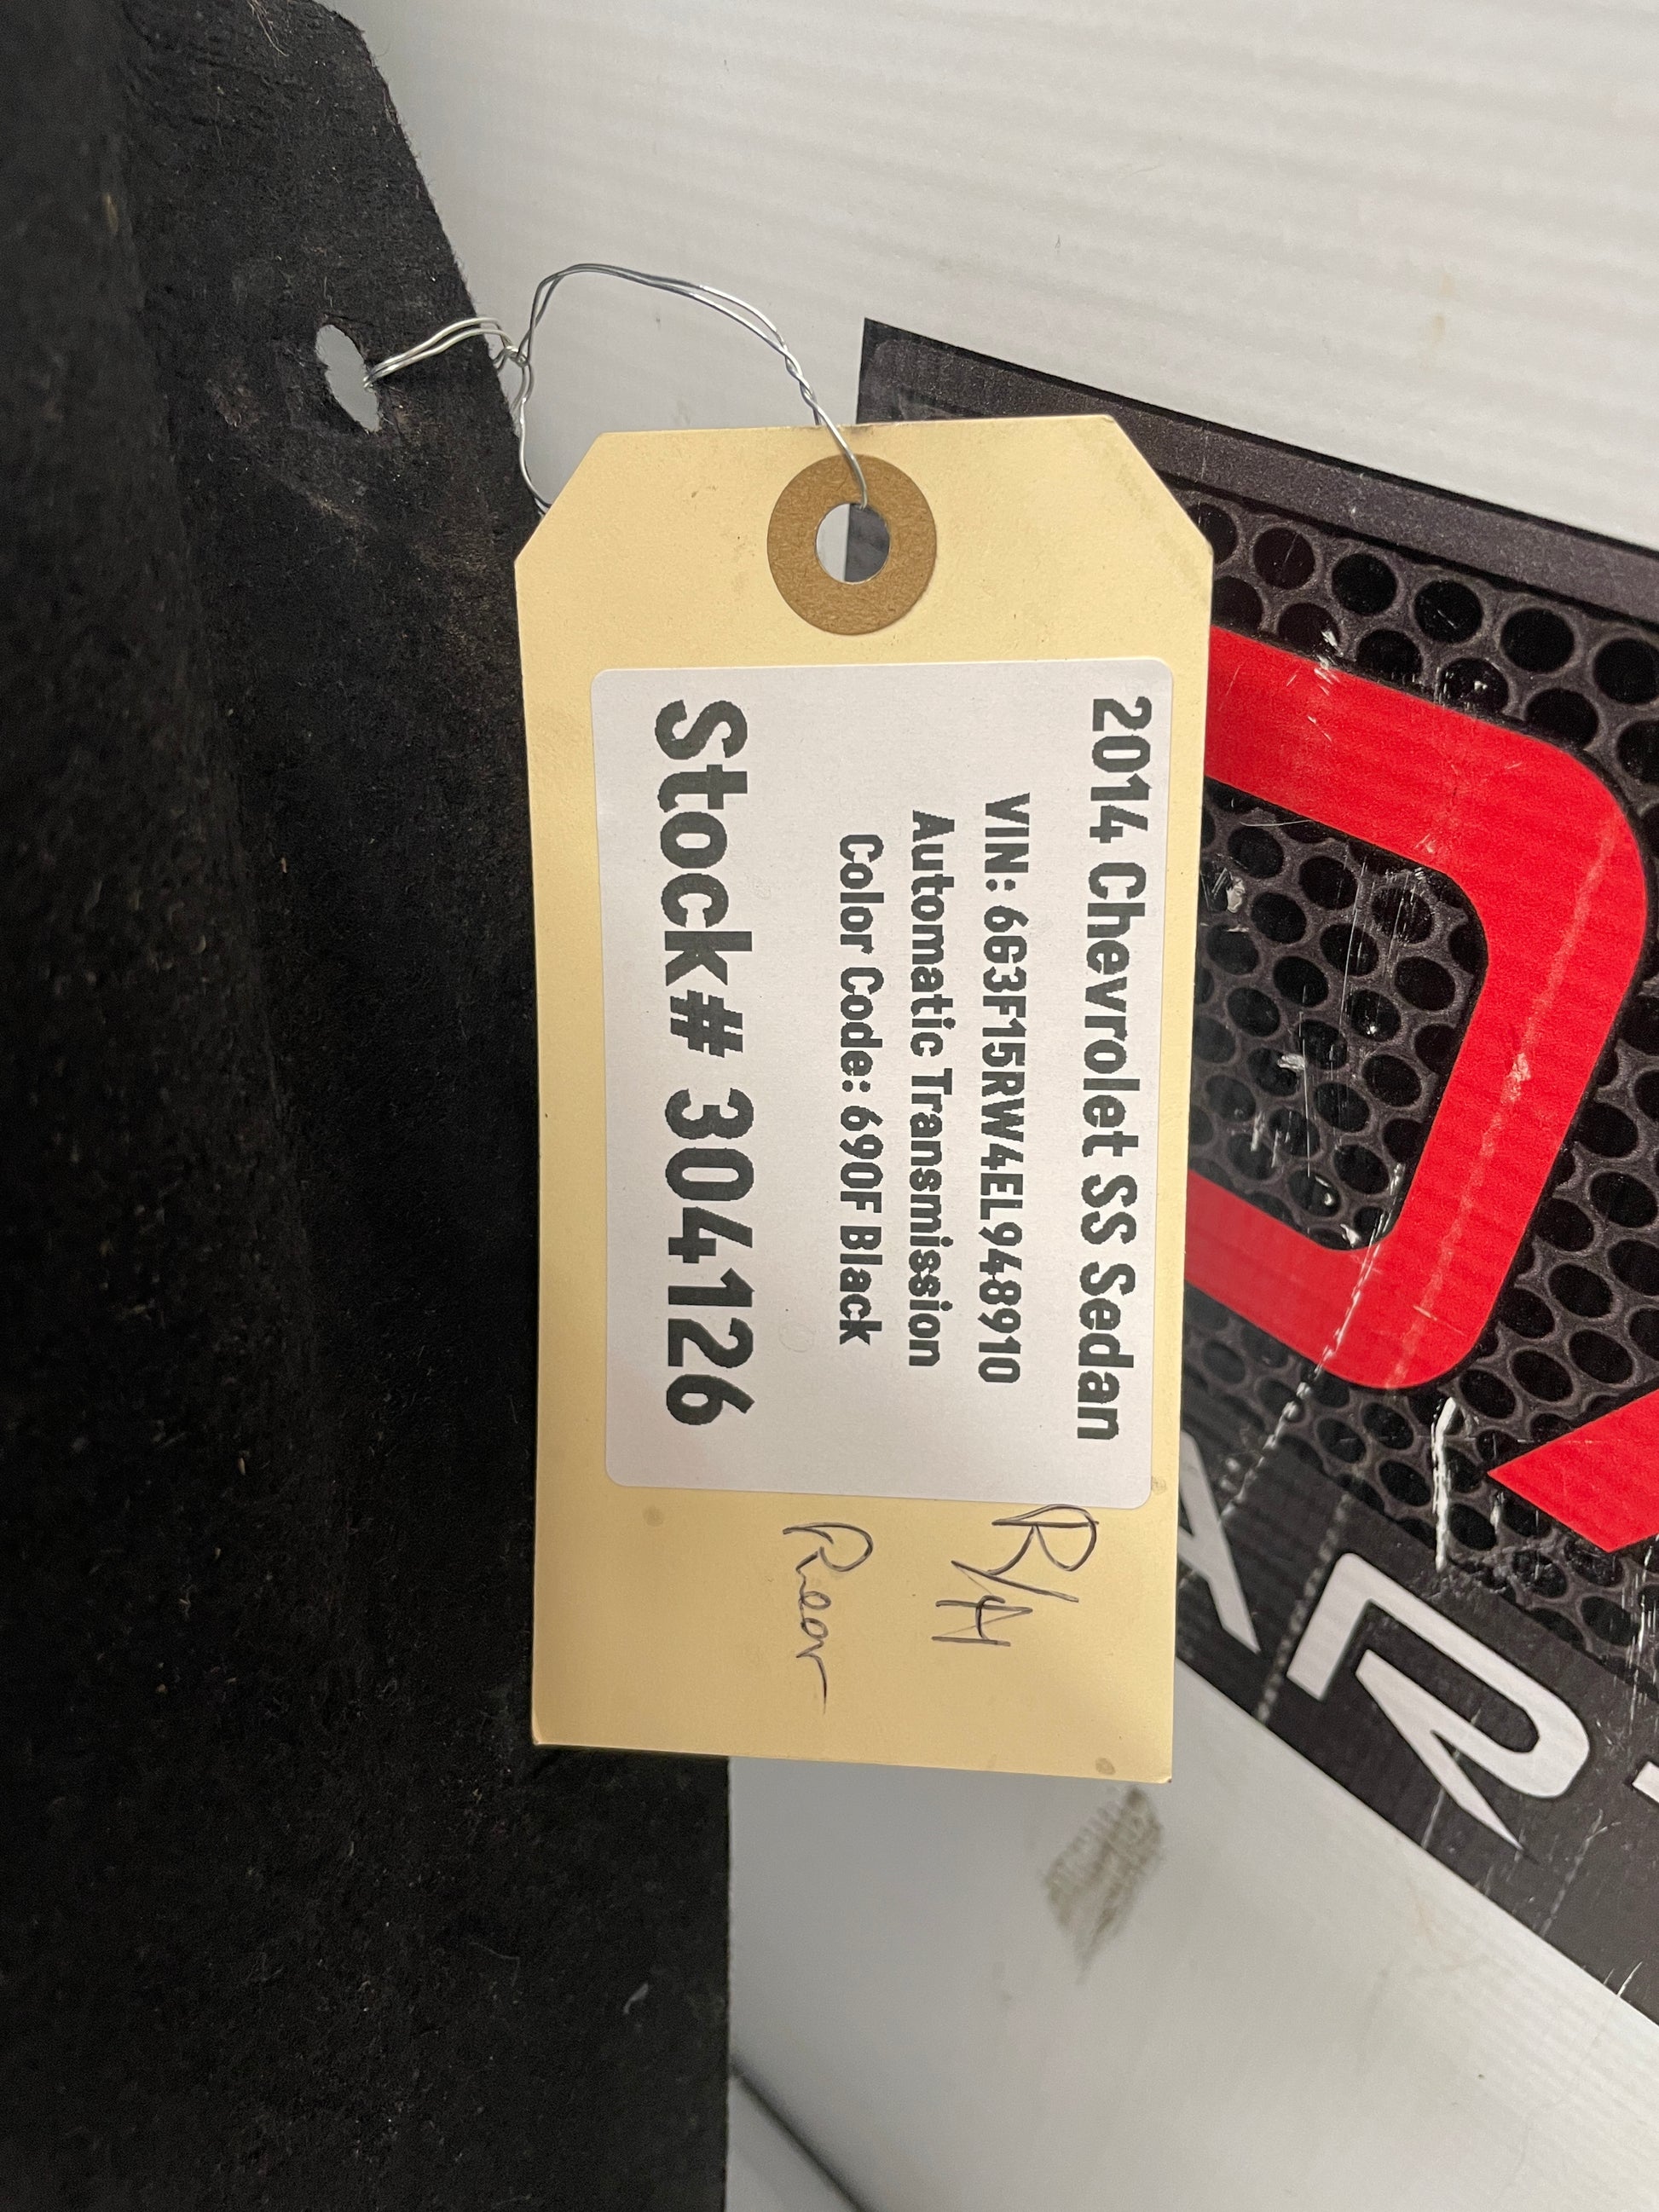 2014 Chevrolet SS Sedan
VIN: 6G3F15RW4EL948910
Automatic Transmission
Color Code: 690F Black
Stock# 304126
R/H
Rear